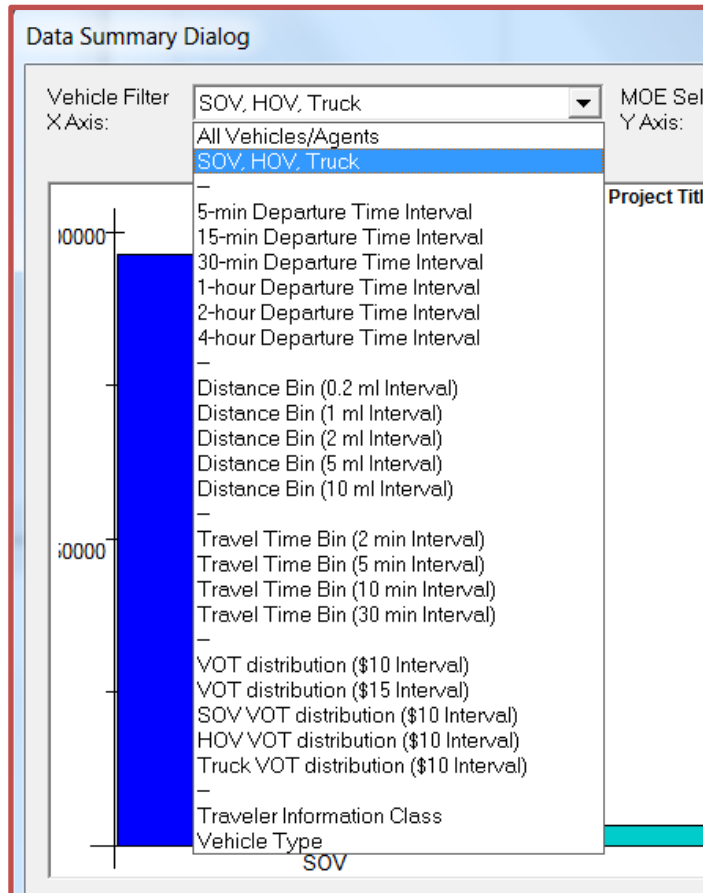 Data Summary Dialog
Vehicle Filter
X Axis:
SOV, HOV, Truck
MOE Sel
Y Axis:
All Vehicles/Agents
SOV, HOV, Truck
--
5-min Departure Time Interval
15-min Departure Time Interval
30-min Departure Time Interval
1-hour Departure Time Interval
2-hour Departure Time Interval
4-hour Departure Time Interval
--
Distance Bin (0.2 ml Interval)
Distance Bin (1 ml Interval)
Distance Bin (2 ml Interval)
Distance Bin (5 ml Interval)
Distance Bin (10 ml Interval)
--
Travel Time Bin (2 min Interval)
Travel Time Bin (5 min Interval)
Travel Time Bin (10 min Interval)
Travel Time Bin (30 min Interval)
--
VOT distribution ($10 Interval)
VOT distribution ($15 Interval)
SOV VOT distribution ($10 Interval)
HOV VOT distribution ($10 Interval)
Truck VOT distribution ($10 Interval)
--
Traveler Information Class
Vehicle Type
Project Titl
0000
0000
SOV